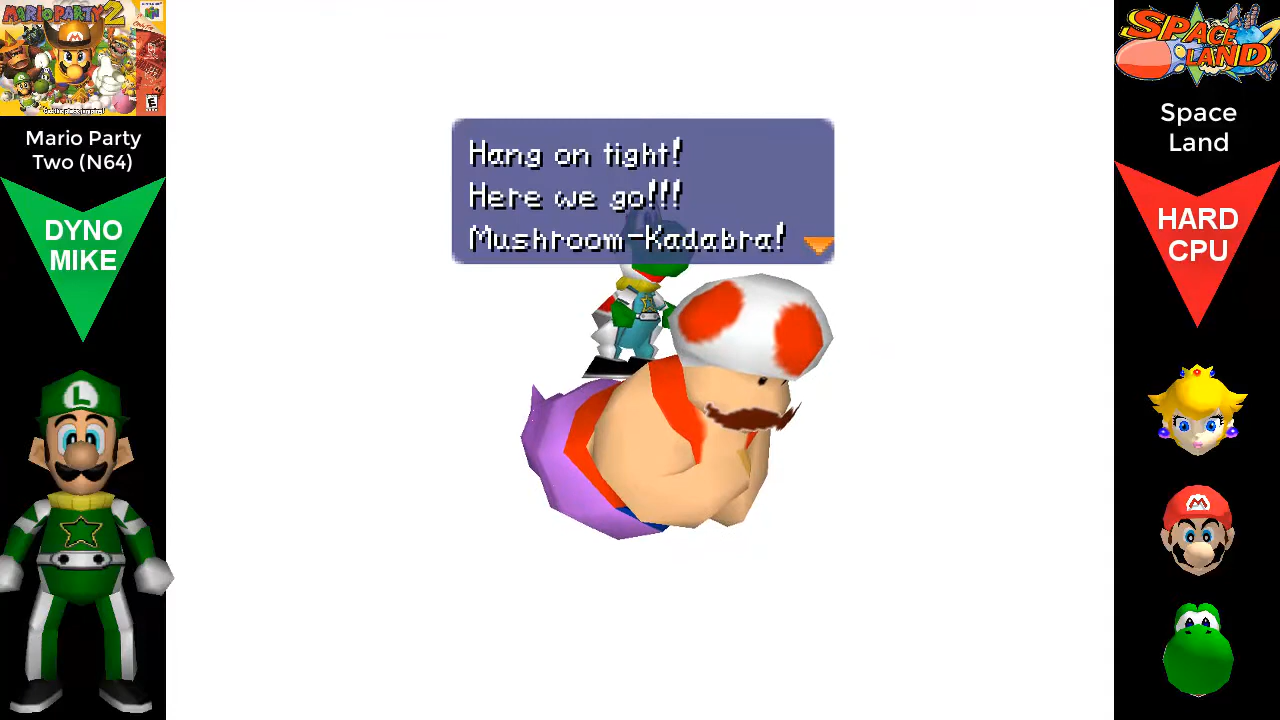 MARIO PARTY 2
Mario Party
Two (N64)
DYNO
MIKE
L
Hang on tight!
Here we go!!!
Mushroom-Kadabra!
SPACE
LAND
Space
Land
HARD
CPU
M